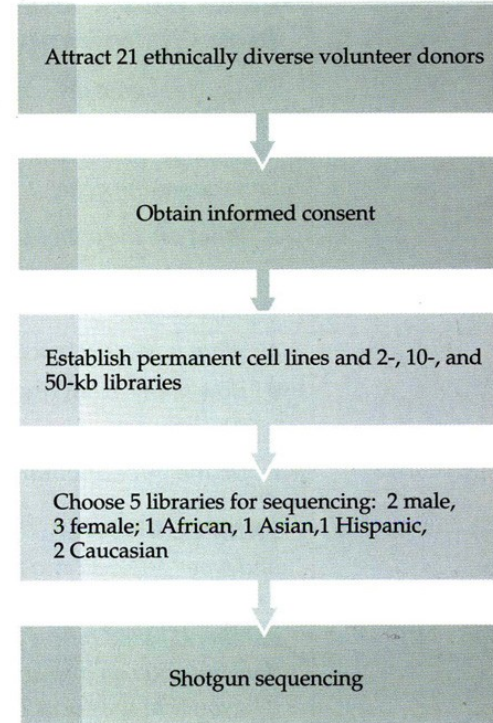 Attract 21 ethnically diverse volunteer donors
Obtain informed consent
Establish permanent cell lines and 2-, 10-, and
50-kb libraries
Choose 5 libraries for sequencing: 2 male,
3 female; 1 African, 1 Asian,1 Hispanic,
2 Caucasian
Shotgun sequencing